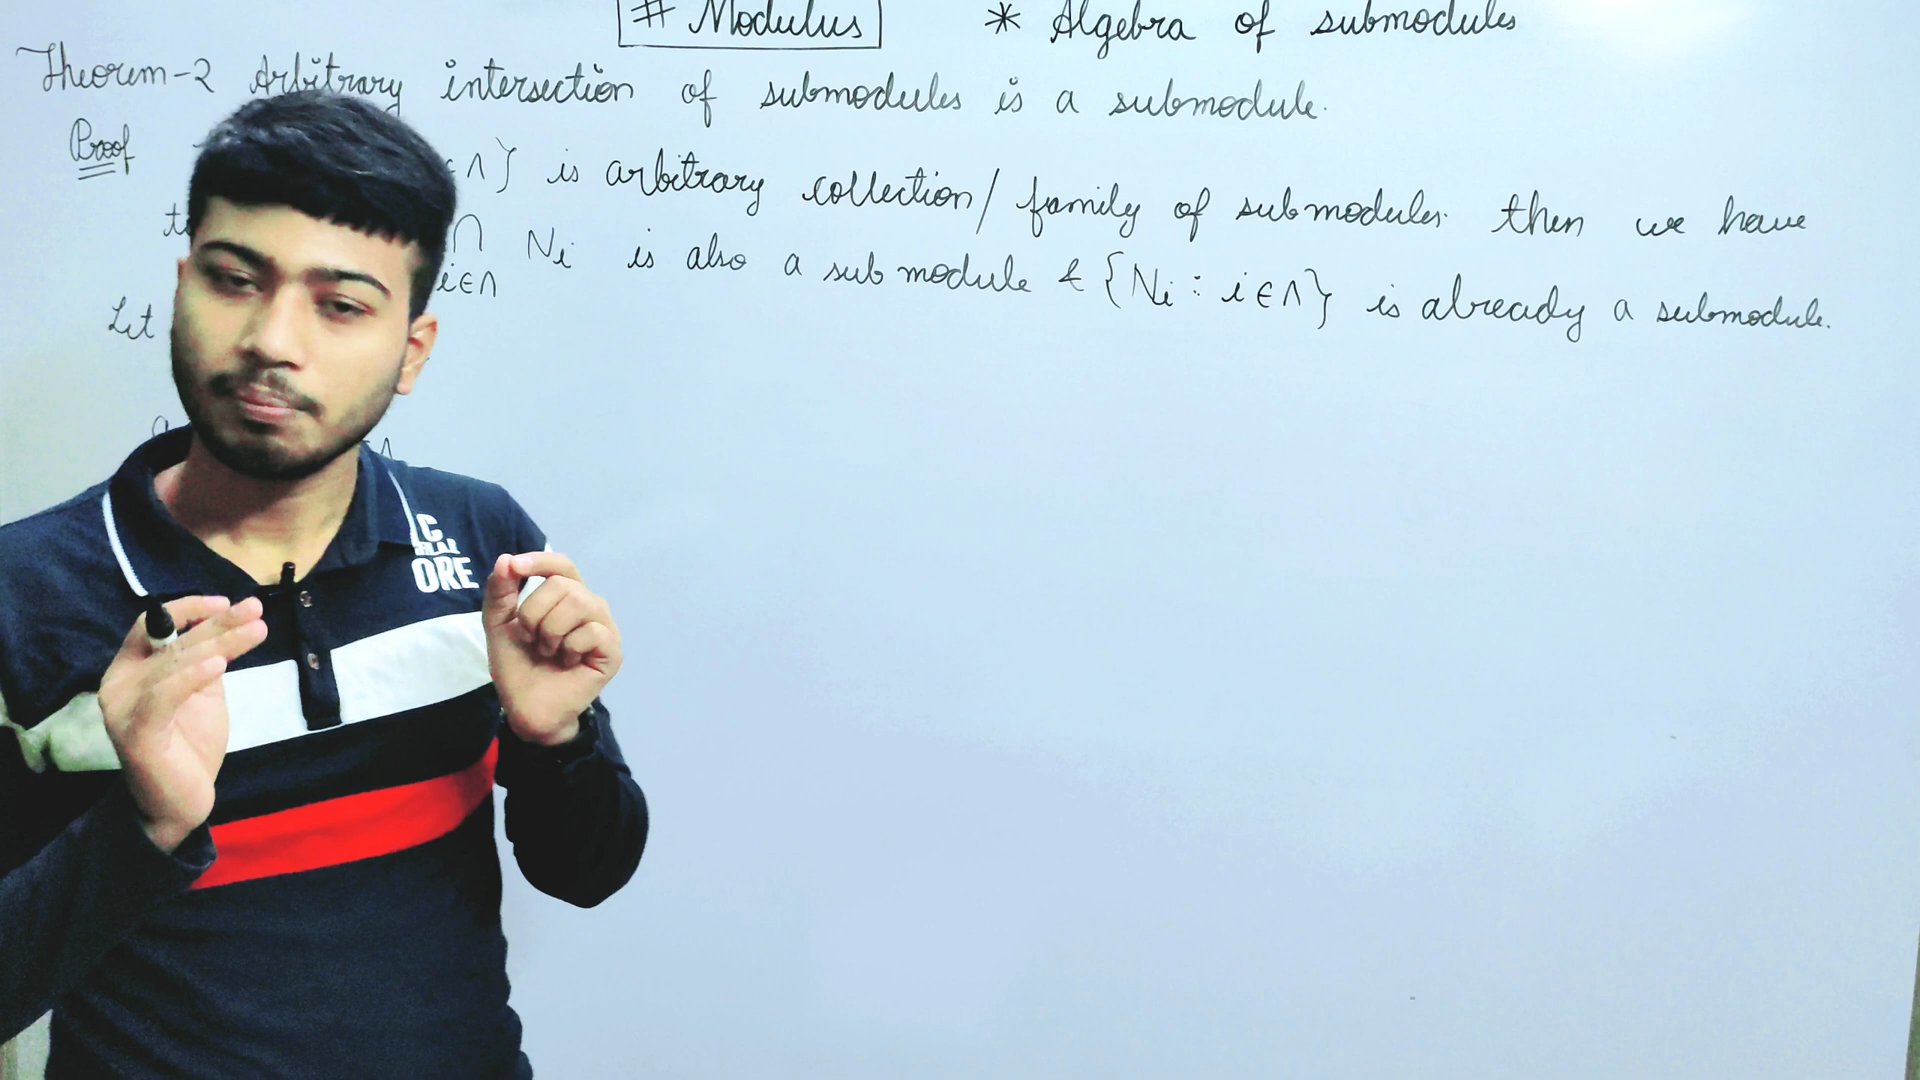 # Modulus * Algebra of submodules
Theorem-2 Arbitrary intersection of submodules is a submodule.
Proof ∈ Λ} is arbitrary collection/family of submodules. then we have
⋂ Ni is also a sub module & {Ni : i ∈ Λ} is already a submodule.
i∈Λ
Let
ORE